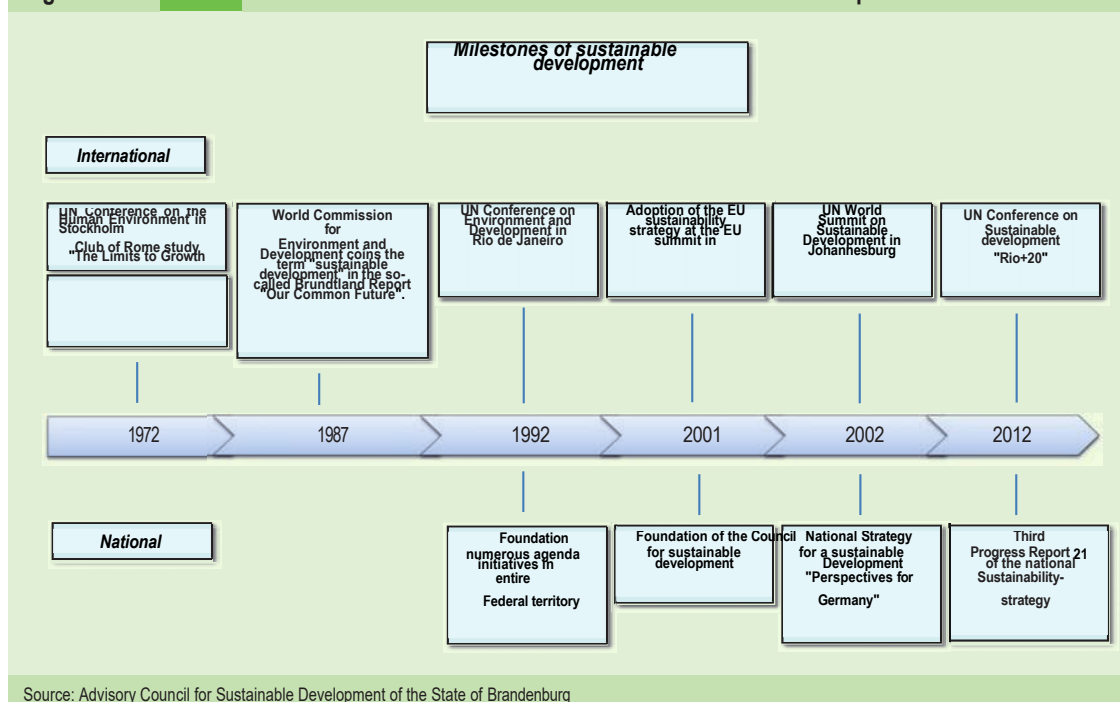 Milestones of sustainable
development
International
UN Conference on the
Human Environment in
Stockholm
Club of Rome study
"The Limits to Growth
World Commission
for
Environment and
Development coins the
term "sustainable
development" in the so-
called Brundtland Report
"Our Common Future".
UN Conference on
Environment and
Development in
Rio de Janeiro
Adoption of the EU
sustainability
strategy at the EU
summit in
UN World
Summit on
Sustainable
Development in
Johannesburg
UN Conference on
Sustainable
development
"Rio+20"
1972
1987
1992
2001
2002
2012
National
Foundation
numerous agenda
initiatives in
entire
Federal territory
Foundation of the Council
for sustainable
development
National Strategy
for a sustainable
Development
"Perspectives for
Germany"
Third
Progress Report 21
of the national
Sustainability-
strategy
Source: Advisory Council for Sustainable Development of the State of Brandenburg